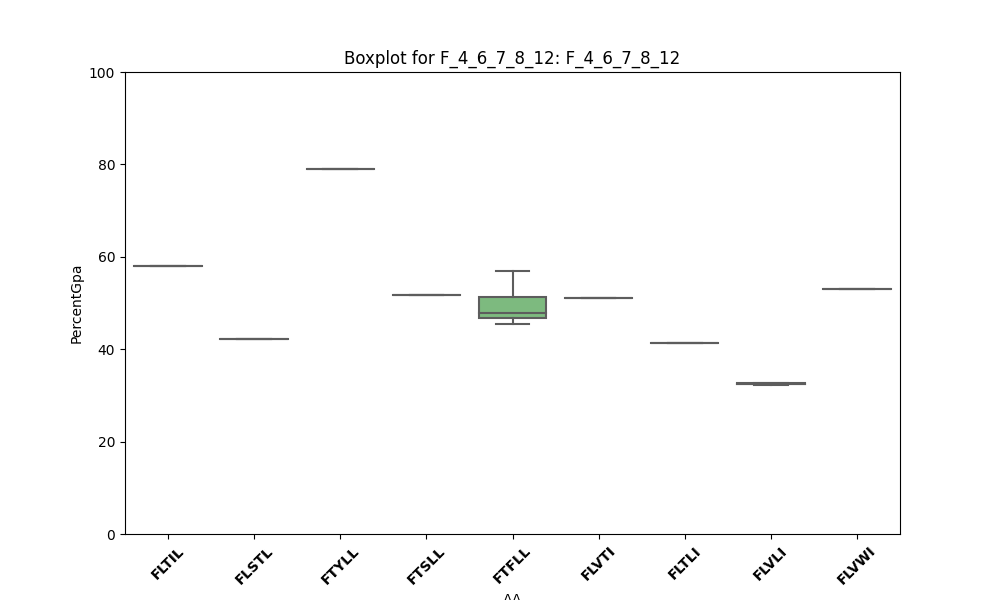 Boxplot for F_4_6_7_8_12: F_4_6_7_8_12
100
80
60
40
20
0
PercentGpa
FLTIL
FLSTL
FTYLL
FTSLL
FTFLL
FLVTI
FLTLI
FLVLI
FLVWI
AA